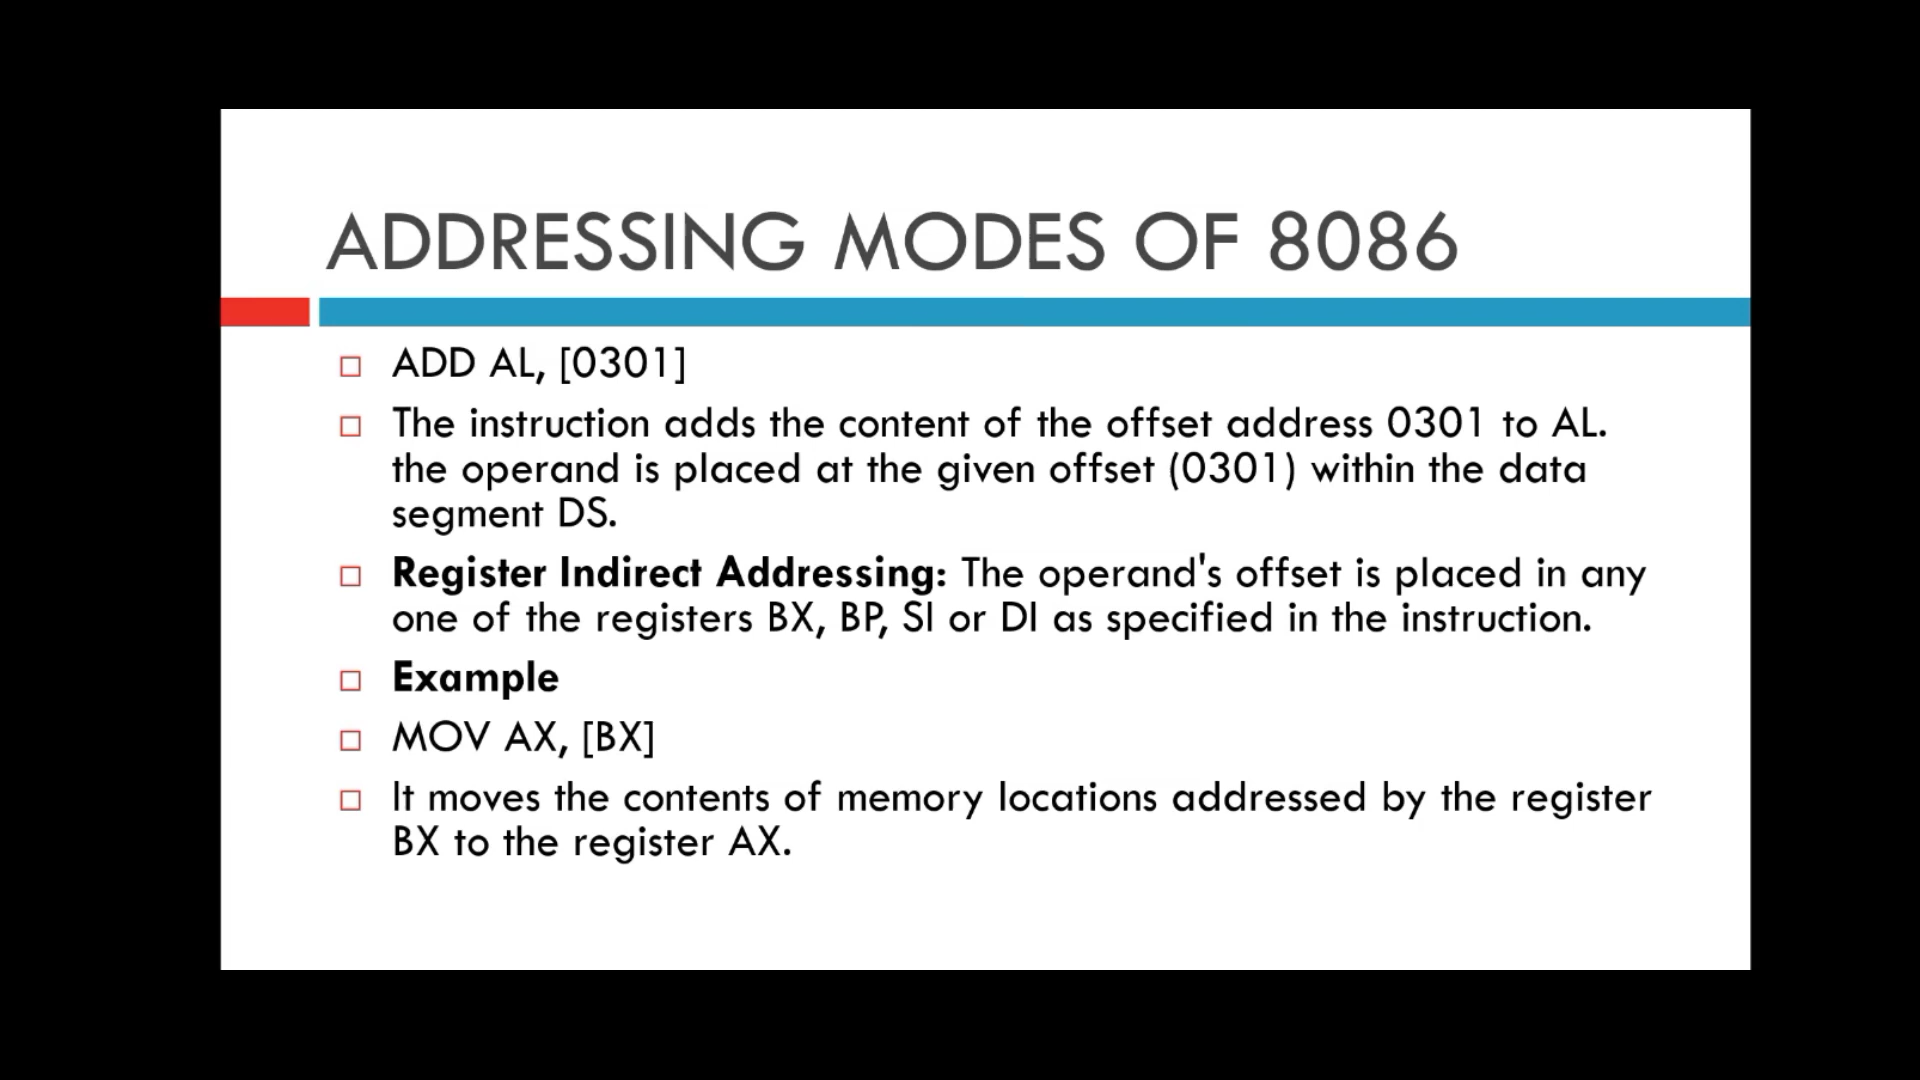 ADDRESSING MODES OF 8086
ADD AL, [0301]
The instruction adds the content of the offset address 0301 to AL.
the operand is placed at the given offset (0301) within the data
segment DS.
Register Indirect Addressing: The operand's offset is placed in any
one of the registers BX, BP, SI or DI as specified in the instruction.
Example
MOV AX, [BX]
It moves the contents of memory locations addressed by the register
BX to the register AX.